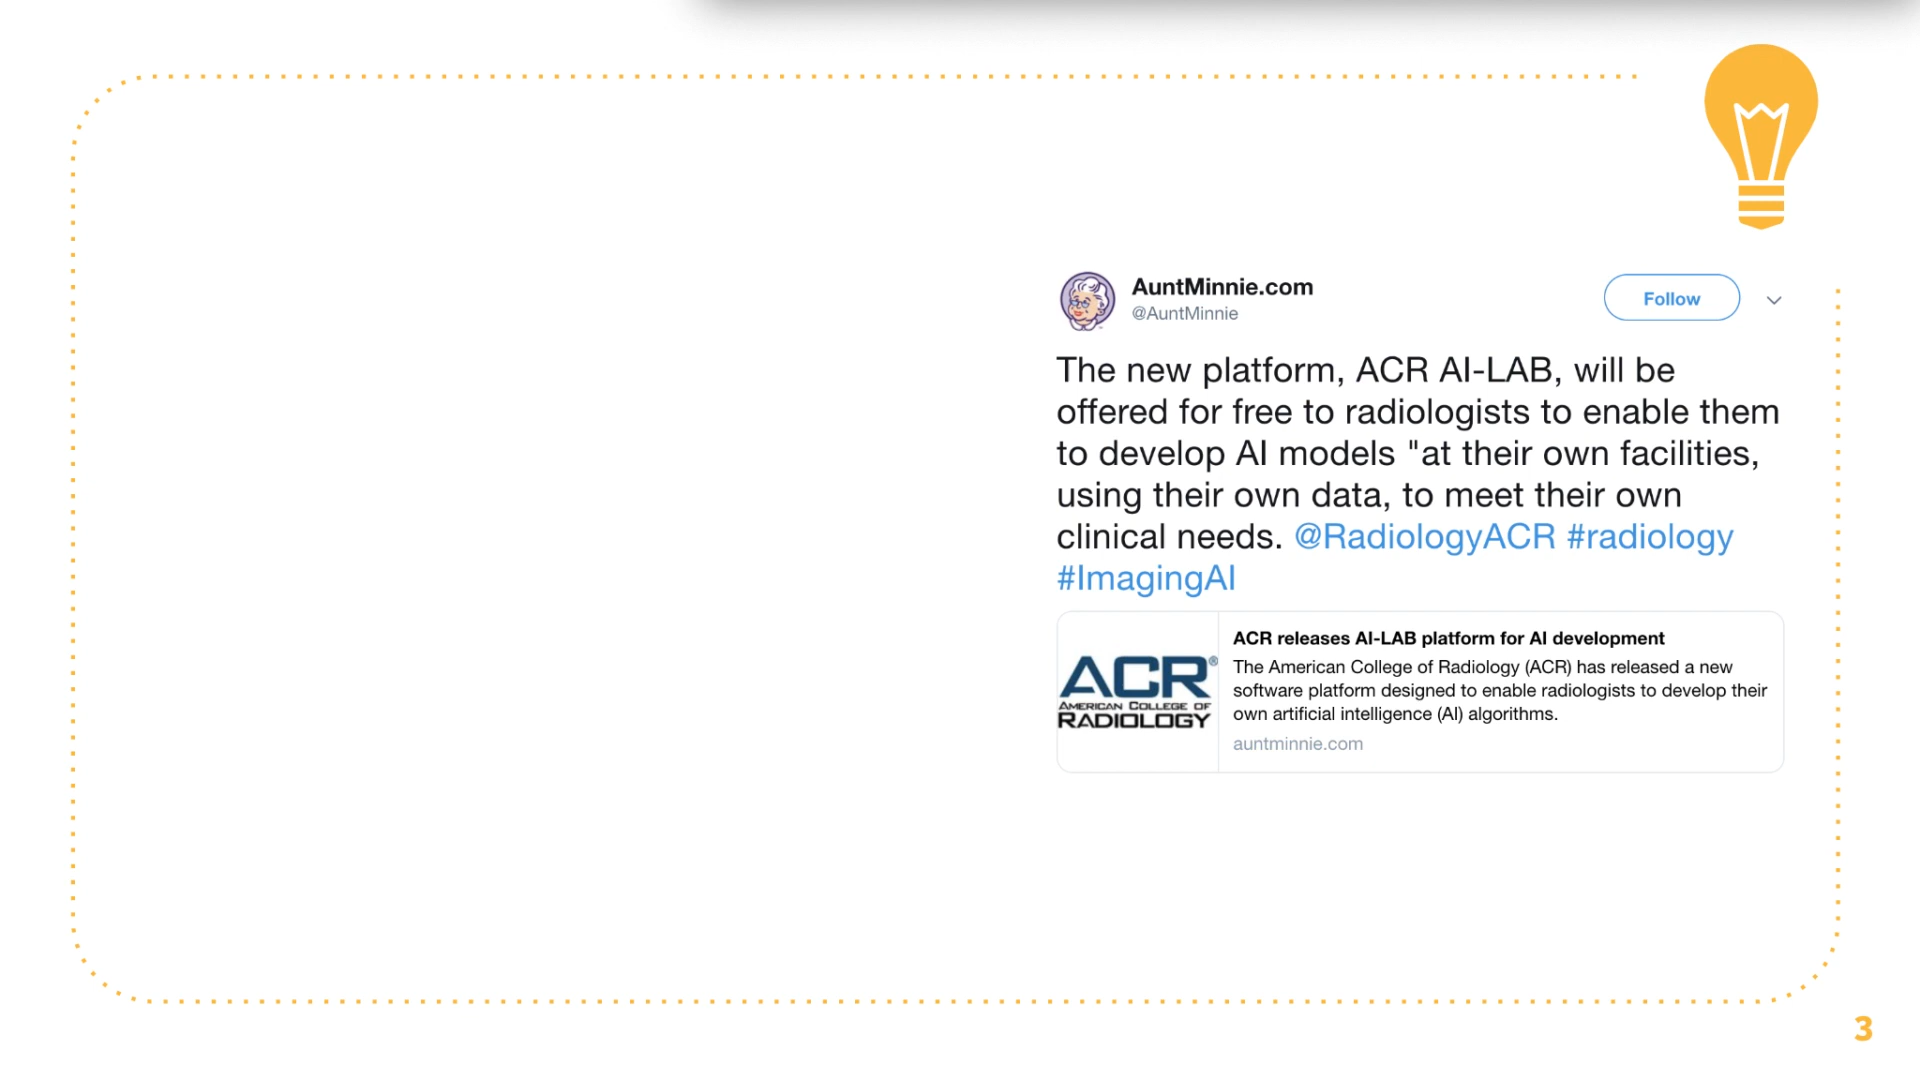 AuntMinnie.com
@AuntMinnie
Follow
The new platform, ACR AI-LAB, will be
offered for free to radiologists to enable them
to develop AI models "at their own facilities,
using their own data, to meet their own
clinical needs. @RadiologyACR #radiology
#ImagingAI
ACR®
AMERICAN COLLEGE OF
RADIOLOGY
ACR releases AI-LAB platform for AI development
The American College of Radiology (ACR) has released a new
software platform designed to enable radiologists to develop their
own artificial intelligence (AI) algorithms.
auntminnie.com
3